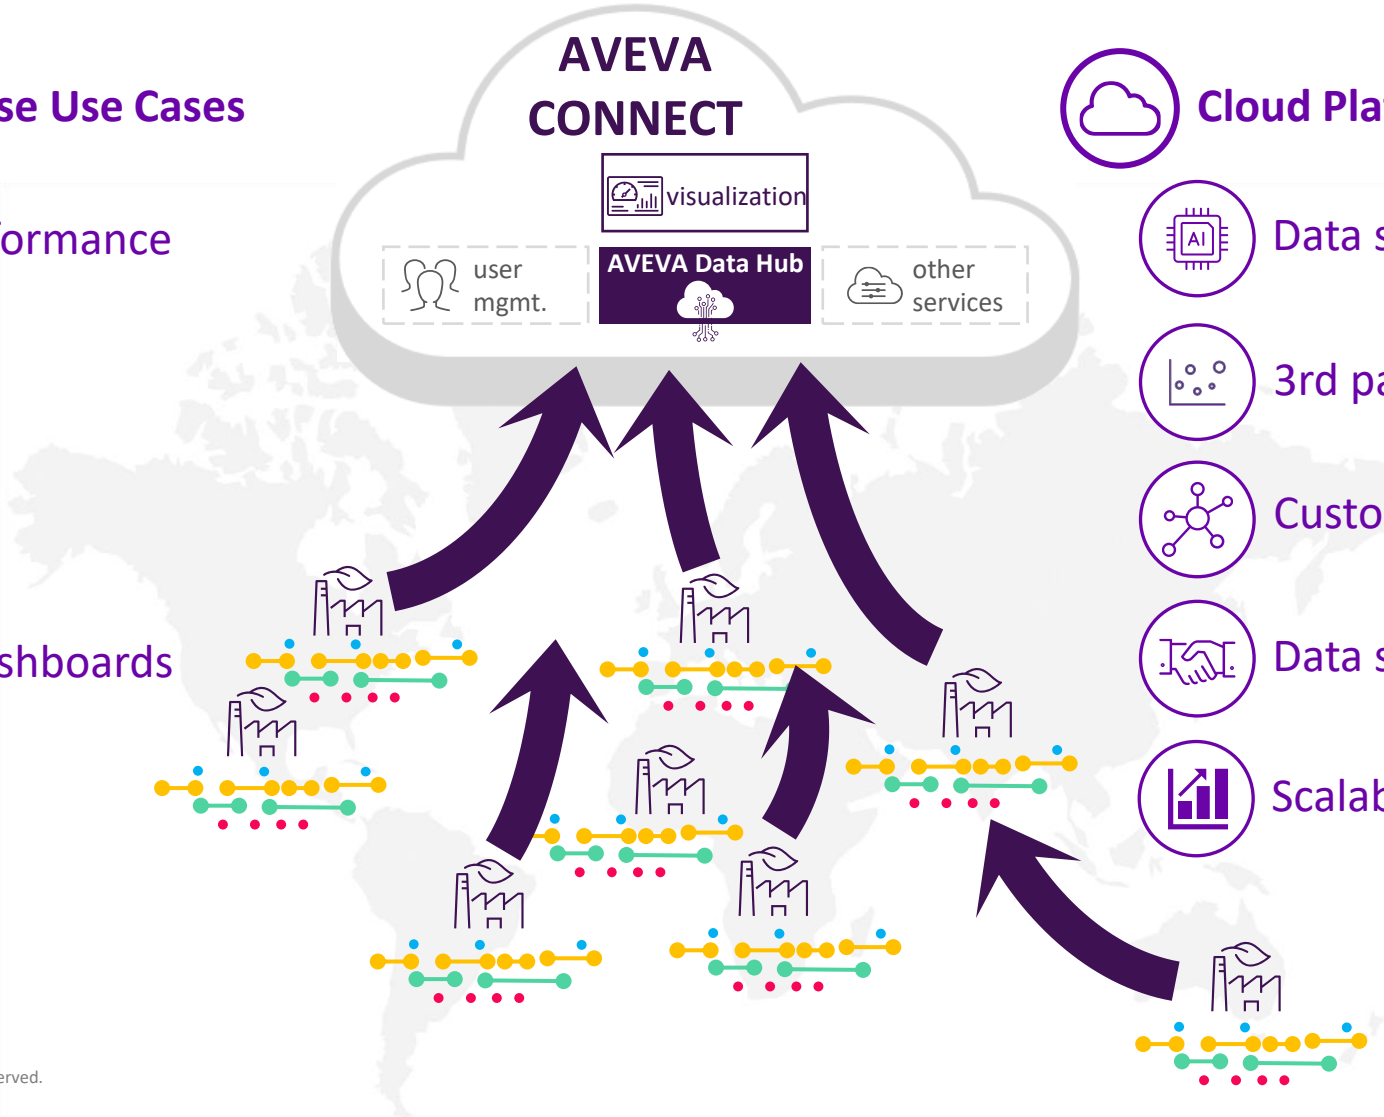 AVEVA
CONNECT
se Use Cases
Cloud Pla
visualization
formance
AI
Data s
user
mgmt.
AVEVA Data Hub
other
services
3rd pa
Custo
shboards
Data s
Scalab
erved.